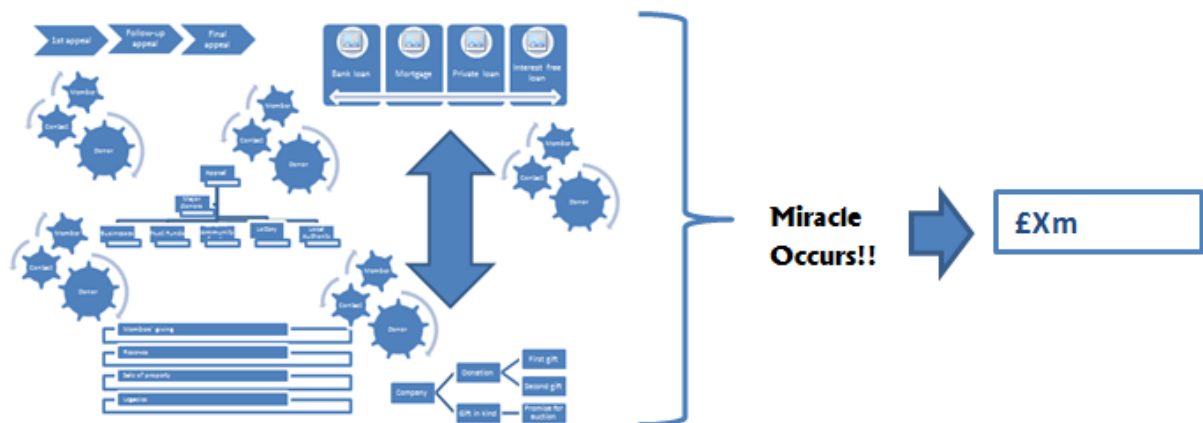 1st appeal
Follow-up
appeal
Final
appeal
Bank loan
Mortgage
Private loan
Interest free
loan
Member
Contact
Donor
Member
Contact
Donor
Member
Contact
Donor
Appeal
Major
Donors
Businesses
Trust Funds
Community
Lottery
Local
Authority
Member
Contact
Donor
Member
Contact
Donor
Members' giving
Reserves
Sale of property
Legacies
Company
Donation
First gift
Second gift
Gift in kind
Promise for
auction
Miracle
Occurs!!
£Xm